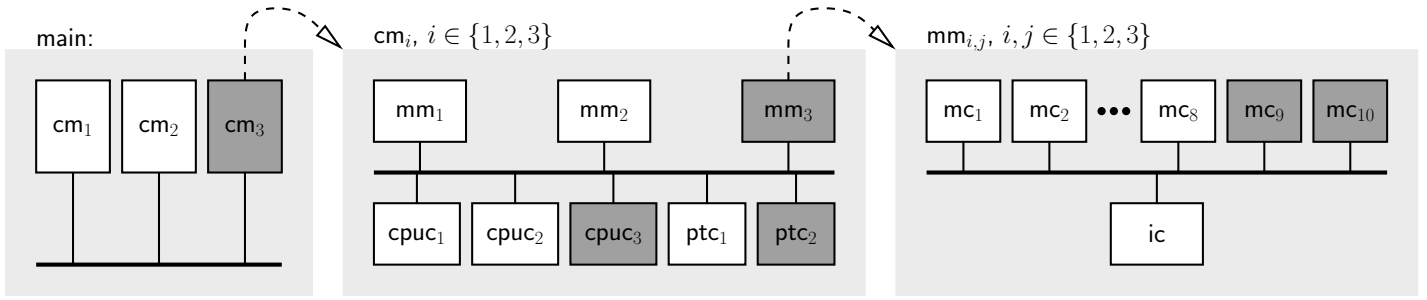 main:
cm₁ cm₂ cm₃
cmᵢ, i ∈ {1, 2, 3}
mm₁ mm₂ mm₃
cpuc₁ cpuc₂ cpuc₃ ptc₁ ptc₂
mmᵢ,ⱼ, i, j ∈ {1, 2, 3}
mc₁ mc₂ ••• mc₈ mc₉ mc₁₀
ic